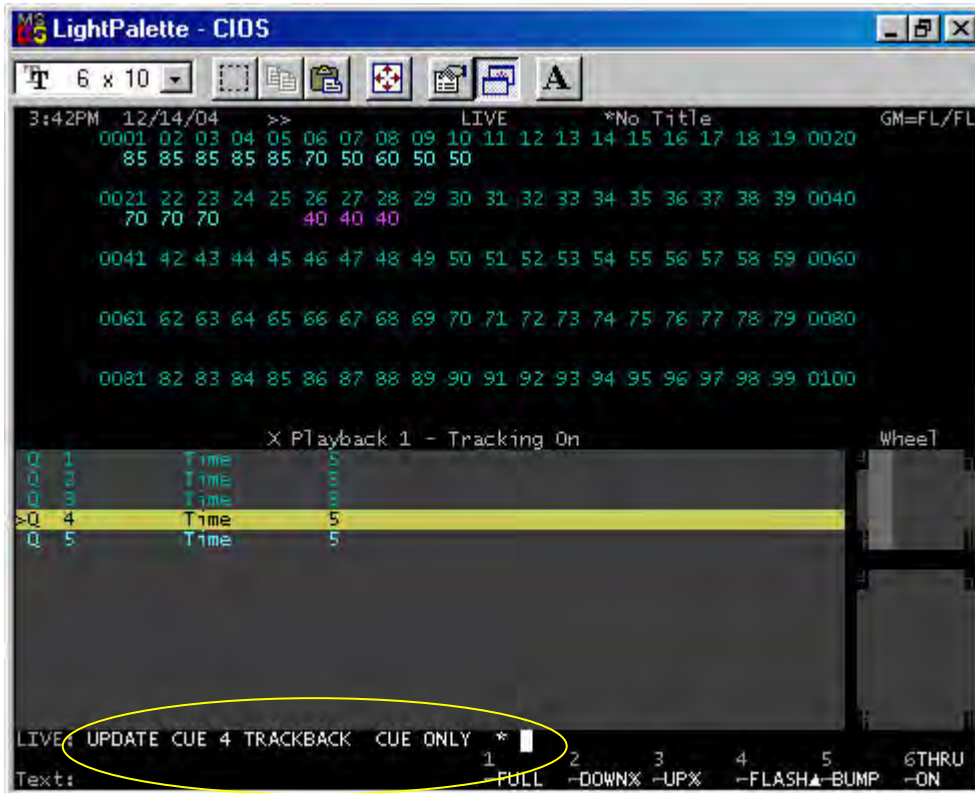 LightPalette - CIOS
6 x 10
3:42PM 12/14/04 >> LIVE *No Title GM=FL/FL
0001 02 03 04 05 06 07 08 09 10 11 12 13 14 15 16 17 18 19 0020
85 85 85 85 85 70 50 60 50 50
0021 22 23 24 25 26 27 28 29 30 31 32 33 34 35 36 37 38 39 0040
70 70 70 40 40 40
0041 42 43 44 45 46 47 48 49 50 51 52 53 54 55 56 57 58 59 0060
0061 62 63 64 65 66 67 68 69 70 71 72 73 74 75 76 77 78 79 0080
0081 82 83 84 85 86 87 88 89 90 91 92 93 94 95 96 97 98 99 0100
X Playback 1 - Tracking On Wheel
Q 1 Time 5
Q 2 Time 5
Q 3 Time 5
>Q 4 Time 5
Q 5 Time 5
LIVE: UPDATE CUE 4 TRACKBACK CUE ONLY *
1 2 3 4 5 6THRU
Text: ¬FULL ¬DOWN% ¬UP% ¬FLASH▲¬BUMP ¬ON